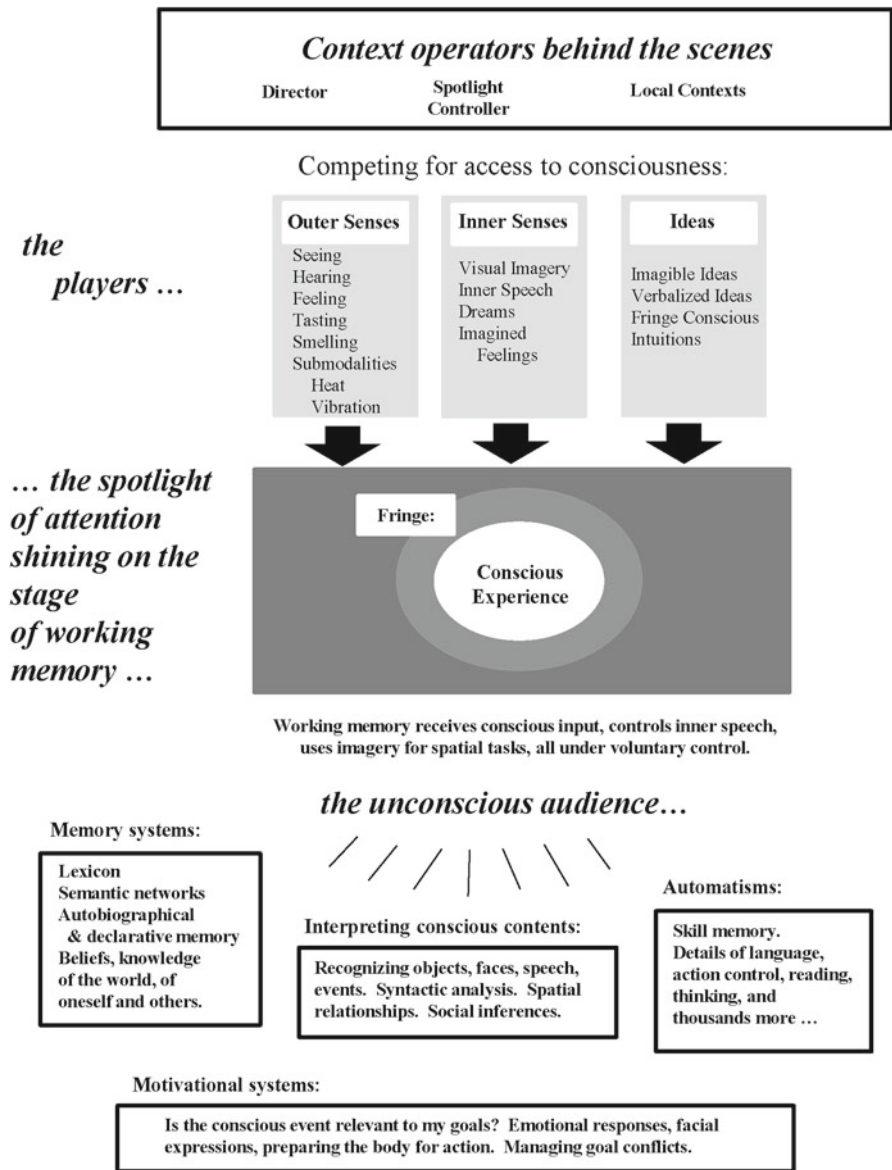 Context operators behind the scenes
Director
Spotlight
Controller
Local Contexts
Competing for access to consciousness:
the
players …
Outer Senses
Seeing
Hearing
Feeling
Tasting
Smelling
Submodalities
Heat
Vibration
Inner Senses
Visual Imagery
Inner Speech
Dreams
Imagined
Feelings
Ideas
Imagible Ideas
Verbalized Ideas
Fringe Conscious
Intuitions
… the spotlight
of attention
shining on the
stage
of working
memory …
Fringe:
Conscious
Experience
Working memory receives conscious input, controls inner speech,
uses imagery for spatial tasks, all under voluntary control.
the unconscious audience…
Memory systems:
Lexicon
Semantic networks
Autobiographical
& declarative memory
Beliefs, knowledge
of the world, of
oneself and others.
Interpreting conscious contents:
Recognizing objects, faces, speech,
events. Syntactic analysis. Spatial
relationships. Social inferences.
Automatisms:
Skill memory.
Details of language,
action control, reading,
thinking, and
thousands more …
Motivational systems:
Is the conscious event relevant to my goals? Emotional responses, facial
expressions, preparing the body for action. Managing goal conflicts.